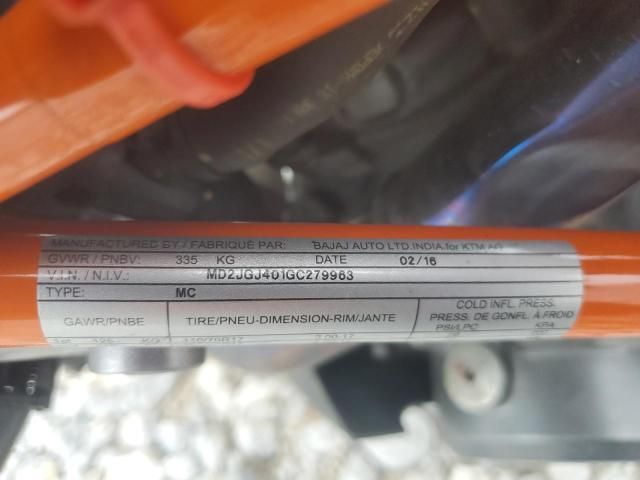 MANUFACTURED BY / FABRIQUÉ PAR: BAJAJ AUTO LTD.INDIA.for KTM AG
GVWR / PNBV: 335 KG DATE 02/16
V.I.N. / N.I.V.: MD2JGJ401GC279963
TYPE: MC
GAWR/PNBE TIRE/PNEU-DIMENSION-RIM/JANTE COLD INFL. PRESS.
PRESS. DE GONFL. À FROID
PSI/LPC KPA